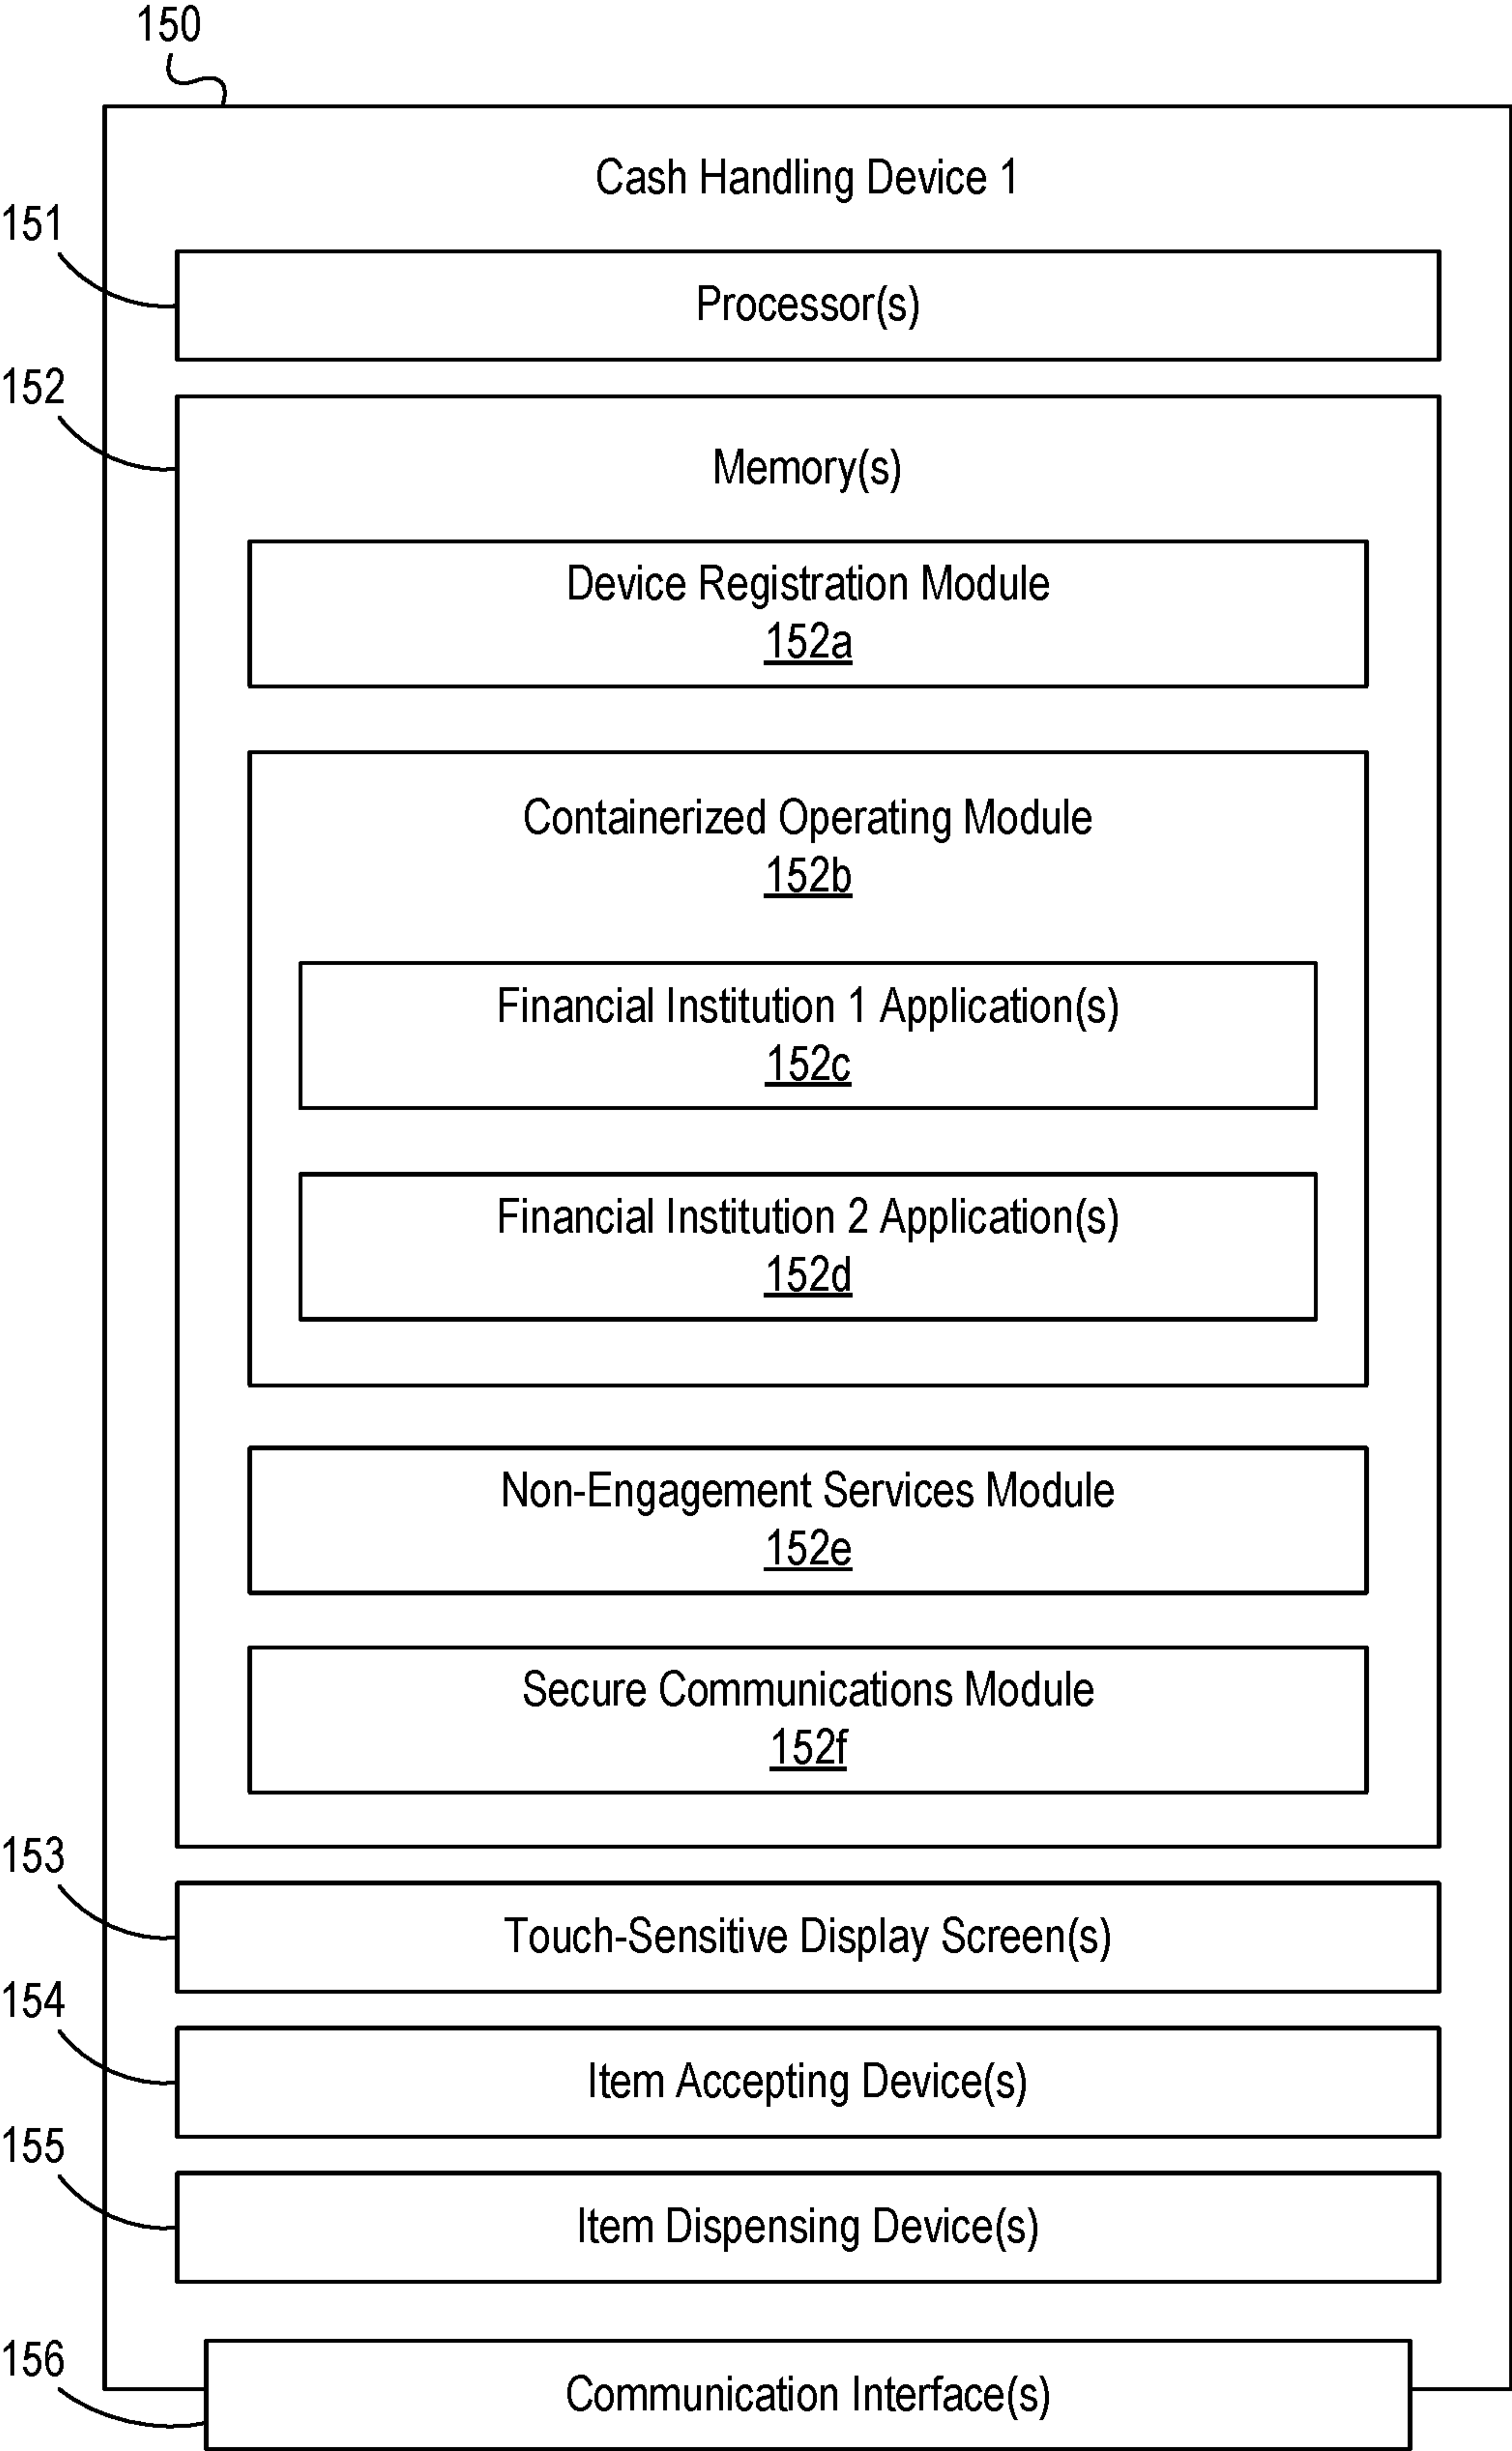 150
Cash Handling Device 1
151
Processor(s)
152
Memory(s)
Device Registration Module
152a
Containerized Operating Module
152b
Financial Institution 1 Application(s)
152c
Financial Institution 2 Application(s)
152d
Non-Engagement Services Module
152e
Secure Communications Module
152f
153
Touch-Sensitive Display Screen(s)
154
Item Accepting Device(s)
155
Item Dispensing Device(s)
156
Communication Interface(s)